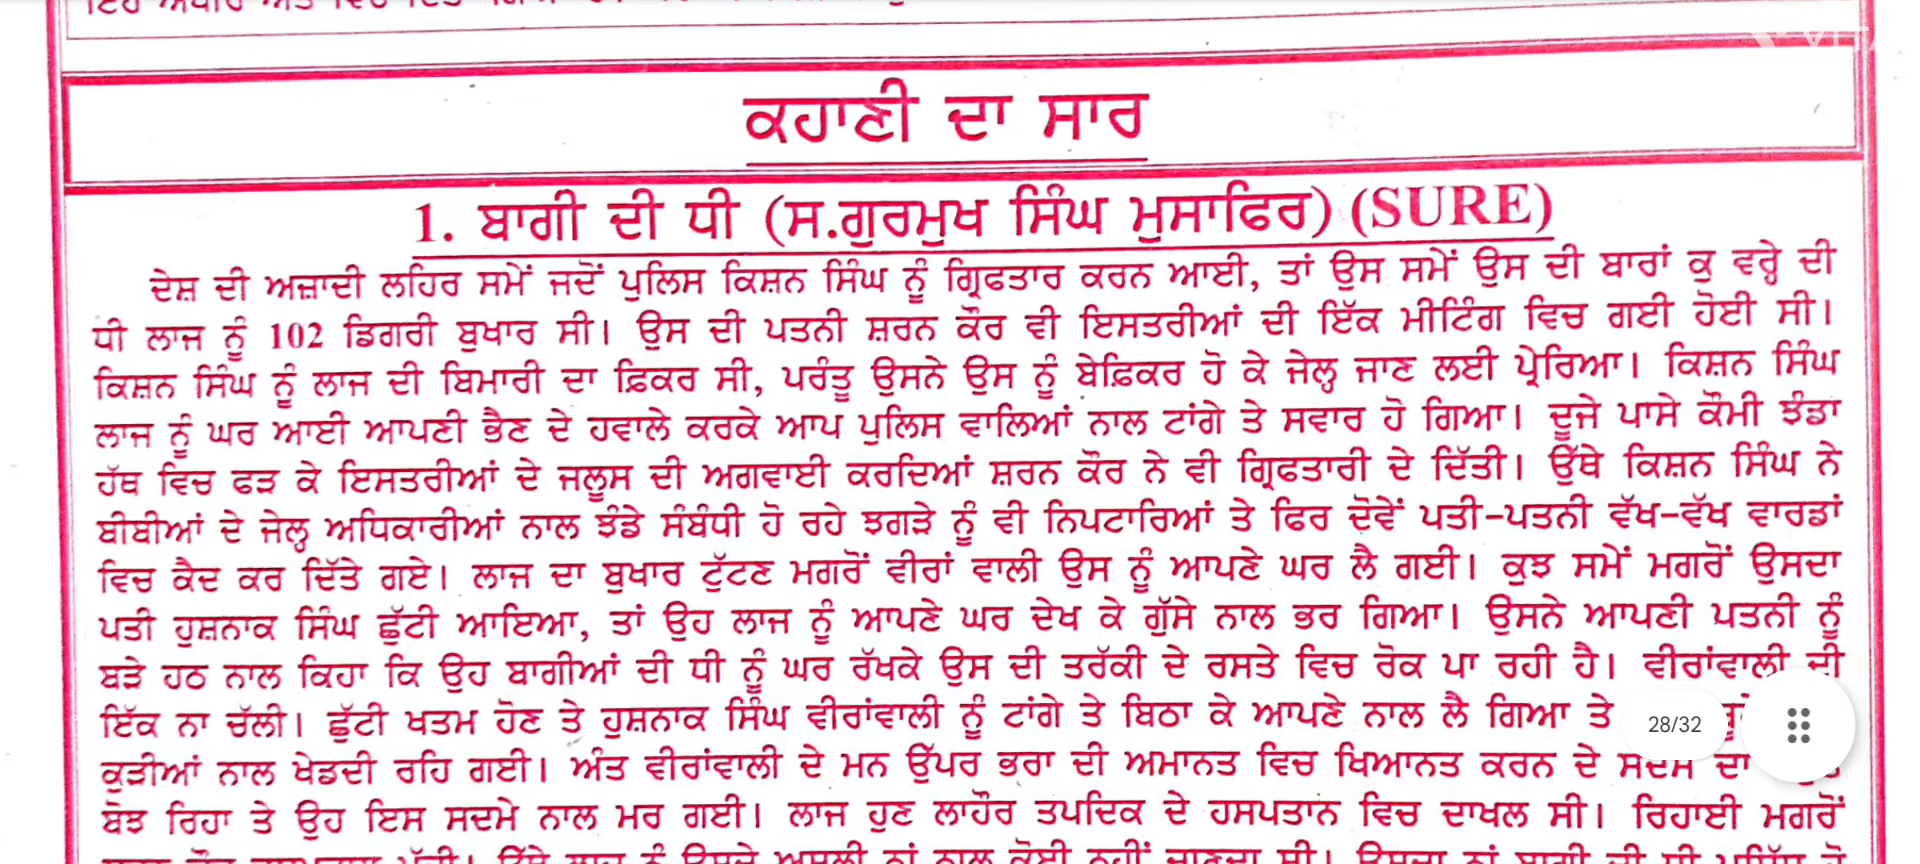 ਕਹਾਣੀ ਦਾ ਸਾਰ
1. ਬਾਗੀ ਦੀ ਧੀ (ਸ.ਗੁਰਮੁਖ ਸਿੰਘ ਮੁਸਾਫਿਰ) (SURE)
ਦੇਸ਼ ਦੀ ਅਜ਼ਾਦੀ ਲਹਿਰ ਸਮੇਂ ਜਦੋਂ ਪੁਲਿਸ ਕਿਸ਼ਨ ਸਿੰਘ ਨੂੰ ਗ੍ਰਿਫਤਾਰ ਕਰਨ ਆਈ, ਤਾਂ ਉਸ ਸਮੇਂ ਉਸ ਦੀ ਬਾਰਾਂ ਕੁ ਵਰ੍ਹੇ ਦੀ
ਧੀ ਲਾਜ ਨੂੰ 102 ਡਿਗਰੀ ਬੁਖਾਰ ਸੀ। ਉਸ ਦੀ ਪਤਨੀ ਸ਼ਰਨ ਕੌਰ ਵੀ ਇਸਤਰੀਆਂ ਦੀ ਇੱਕ ਮੀਟਿੰਗ ਵਿਚ ਗਈ ਹੋਈ ਸੀ।
ਕਿਸ਼ਨ ਸਿੰਘ ਨੂੰ ਲਾਜ ਦੀ ਬਿਮਾਰੀ ਦਾ ਫ਼ਿਕਰ ਸੀ, ਪਰੰਤੂ ਉਸਨੇ ਉਸ ਨੂੰ ਬੇਫ਼ਿਕਰ ਹੋ ਕੇ ਜੇਲ੍ਹ ਜਾਣ ਲਈ ਪ੍ਰੇਰਿਆ। ਕਿਸ਼ਨ ਸਿੰਘ
ਲਾਜ ਨੂੰ ਘਰ ਆਈ ਆਪਣੀ ਭੈਣ ਦੇ ਹਵਾਲੇ ਕਰਕੇ ਆਪ ਪੁਲਿਸ ਵਾਲਿਆਂ ਨਾਲ ਟਾਂਗੇ ਤੇ ਸਵਾਰ ਹੋ ਗਿਆ। ਦੂਜੇ ਪਾਸੇ ਕੌਮੀ ਝੰਡਾ
ਹੱਥ ਵਿਚ ਫੜ ਕੇ ਇਸਤਰੀਆਂ ਦੇ ਜਲੂਸ ਦੀ ਅਗਵਾਈ ਕਰਦਿਆਂ ਸ਼ਰਨ ਕੌਰ ਨੇ ਵੀ ਗ੍ਰਿਫਤਾਰੀ ਦੇ ਦਿੱਤੀ। ਉੱਥੇ ਕਿਸ਼ਨ ਸਿੰਘ ਨੇ
ਬੀਬੀਆਂ ਦੇ ਜੇਲ੍ਹ ਅਧਿਕਾਰੀਆਂ ਨਾਲ ਝੰਡੇ ਸੰਬੰਧੀ ਹੋ ਰਹੇ ਝਗੜੇ ਨੂੰ ਵੀ ਨਿਪਟਾਰਿਆਂ ਤੇ ਫਿਰ ਦੋਵੇਂ ਪਤੀ-ਪਤਨੀ ਵੱਖ-ਵੱਖ ਵਾਰਡਾਂ
ਵਿਚ ਕੈਦ ਕਰ ਦਿੱਤੇ ਗਏ। ਲਾਜ ਦਾ ਬੁਖਾਰ ਟੁੱਟਣ ਮਗਰੋਂ ਵੀਰਾਂ ਵਾਲੀ ਉਸ ਨੂੰ ਆਪਣੇ ਘਰ ਲੈ ਗਈ। ਕੁਝ ਸਮੇਂ ਮਗਰੋਂ ਉਸਦਾ
ਪਤੀ ਹੁਸ਼ਨਾਕ ਸਿੰਘ ਛੁੱਟੀ ਆਇਆ, ਤਾਂ ਉਹ ਲਾਜ ਨੂੰ ਆਪਣੇ ਘਰ ਦੇਖ ਕੇ ਗੁੱਸੇ ਨਾਲ ਭਰ ਗਿਆ। ਉਸਨੇ ਆਪਣੀ ਪਤਨੀ ਨੂੰ
ਬੜੇ ਹਠ ਨਾਲ ਕਿਹਾ ਕਿ ਉਹ ਬਾਗੀਆਂ ਦੀ ਧੀ ਨੂੰ ਘਰ ਰੱਖਕੇ ਉਸ ਦੀ ਤਰੱਕੀ ਦੇ ਰਸਤੇ ਵਿਚ ਰੋਕ ਪਾ ਰਹੀ ਹੈ। ਵੀਰਾਂਵਾਲੀ ਦੀ
ਇੱਕ ਨਾ ਚੱਲੀ। ਛੁੱਟੀ ਖਤਮ ਹੋਣ ਤੇ ਹੁਸ਼ਨਾਕ ਸਿੰਘ ਵੀਰਾਂਵਾਲੀ ਨੂੰ ਟਾਂਗੇ ਤੇ ਬਿਠਾ ਕੇ ਆਪਣੇ ਨਾਲ ਲੈ ਗਿਆ ਤੇ
28/32
ਕੁੜੀਆਂ ਨਾਲ ਖੇਡਦੀ ਰਹਿ ਗਈ। ਅੰਤ ਵੀਰਾਂਵਾਲੀ ਦੇ ਮਨ ਉੱਪਰ ਭਰਾ ਦੀ ਅਮਾਨਤ ਵਿਚ ਖਿਆਨਤ ਕਰਨ ਦੇ ਸਦਮੇ ਦਾ
ਬੋਝ ਰਿਹਾ ਤੇ ਉਹ ਇਸ ਸਦਮੇ ਨਾਲ ਮਰ ਗਈ। ਲਾਜ ਹੁਣ ਲਾਹੌਰ ਤਪਦਿਕ ਦੇ ਹਸਪਤਾਨ ਵਿਚ ਦਾਖਲ ਸੀ। ਰਿਹਾਈ ਮਗਰੋਂ